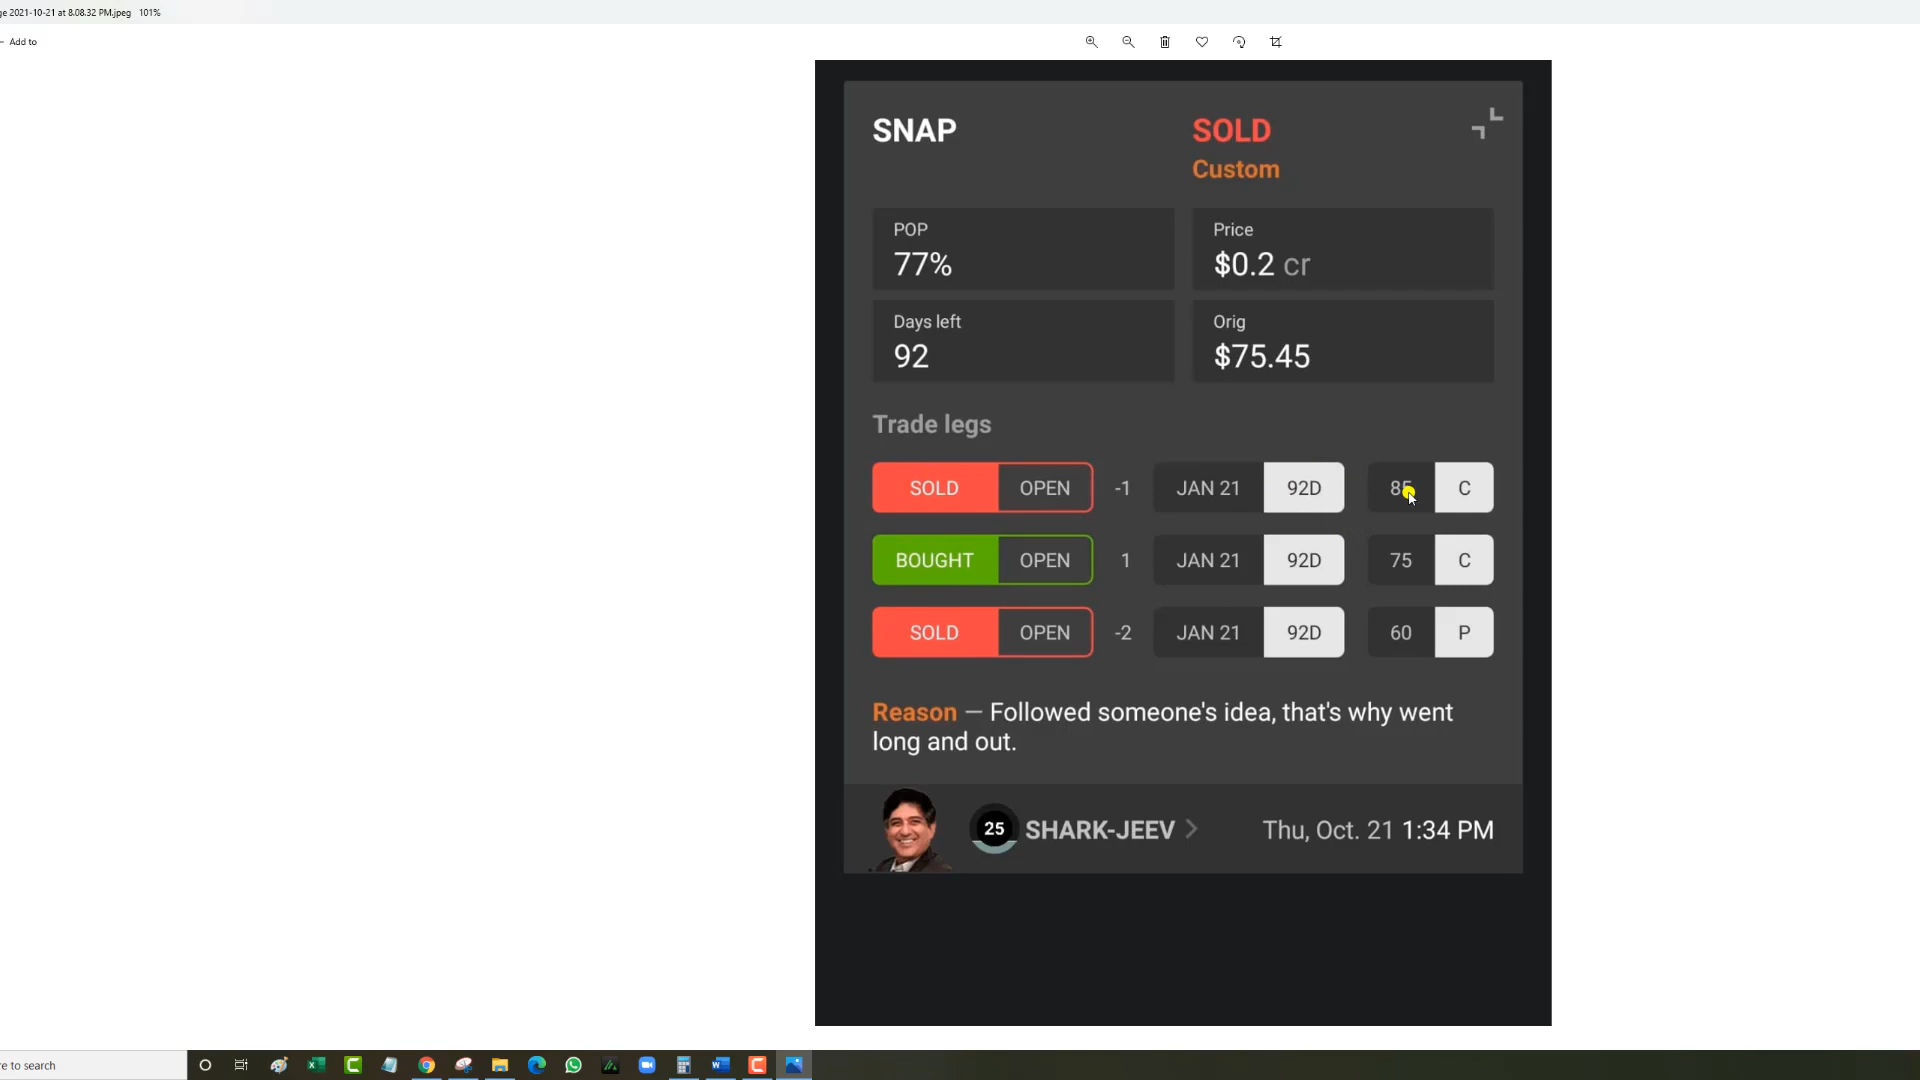 ge 2021-10-21 at 8.08.32 PM.jpeg 101%
Add to
SNAP
SOLD
Custom
POP
77%
Price
$0.2 cr
Days left
92
Orig
$75.45
Trade legs
SOLD OPEN -1 JAN 21 92D 85 C
BOUGHT OPEN 1 JAN 21 92D 75 C
SOLD OPEN -2 JAN 21 92D 60 P
Reason — Followed someone's idea, that's why went
long and out.
25 SHARK-JEEV Thu, Oct. 21 1:34 PM
re to search